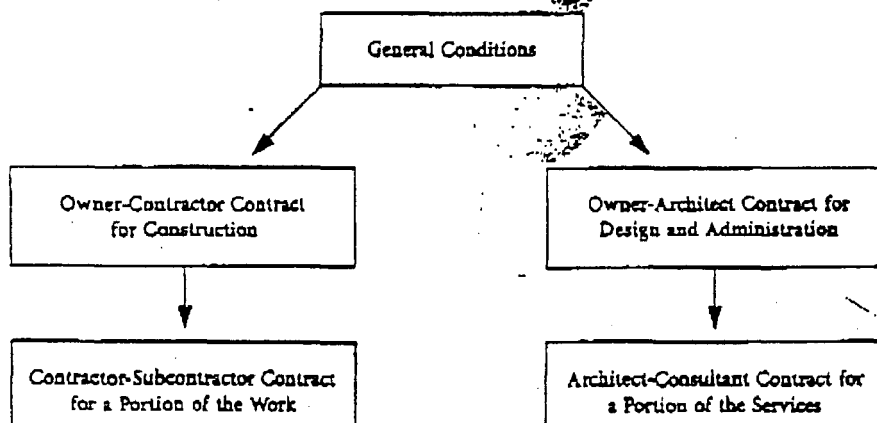 General Conditions
Owner-Contractor Contract
for Construction
Owner-Architect Contract for
Design and Administration
Contractor-Subcontractor Contract
for a Portion of the Work
Architect-Consultant Contract for
a Portion of the Services